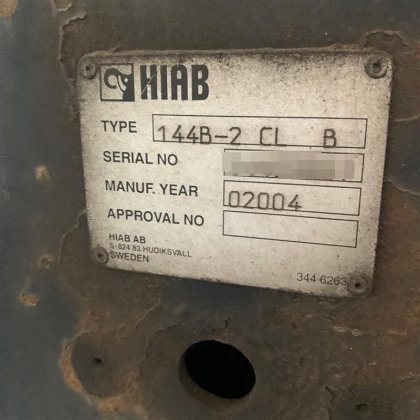 HIAB
TYPE 144B-2 CL B
SERIAL NO
MANUF. YEAR 02004
APPROVAL NO
HIAB AB
S-824 83 HUDIKSVALL
SWEDEN
344 6263